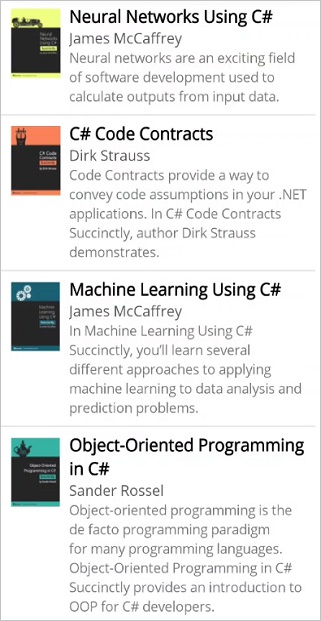 Neural Networks Using C#
James McCaffrey
Neural networks are an exciting field
of software development used to
calculate outputs from input data.
C# Code Contracts
Dirk Strauss
Code Contracts provide a way to
convey code assumptions in your .NET
applications. In C# Code Contracts
Succinctly, author Dirk Strauss
demonstrates.
Machine Learning Using C#
James McCaffrey
In Machine Learning Using C#
Succinctly, you’ll learn several
different approaches to applying
machine learning to data analysis and
prediction problems.
Object-Oriented Programming
in C#
Sander Rossel
Object-oriented programming is the
de facto programming paradigm
for many programming languages.
Object-Oriented Programming in C#
Succinctly provides an introduction to
OOP for C# developers.